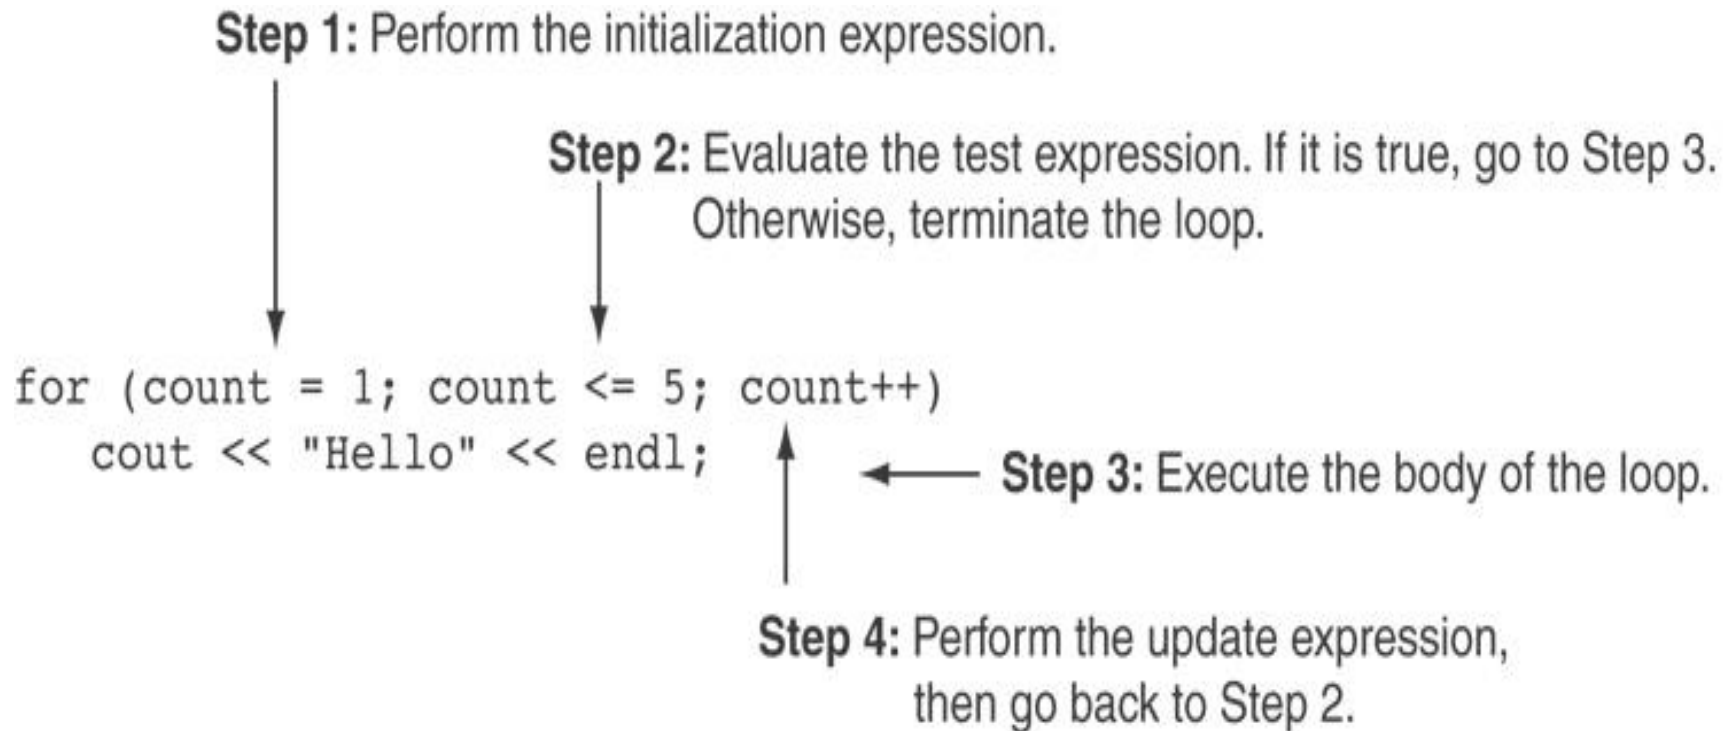 Step 1: Perform the initialization expression.
Step 2: Evaluate the test expression. If it is true, go to Step 3.
Otherwise, terminate the loop.
for (count = 1; count <= 5; count++)
cout << "Hello" << endl;
Step 3: Execute the body of the loop.
Step 4: Perform the update expression,
then go back to Step 2.